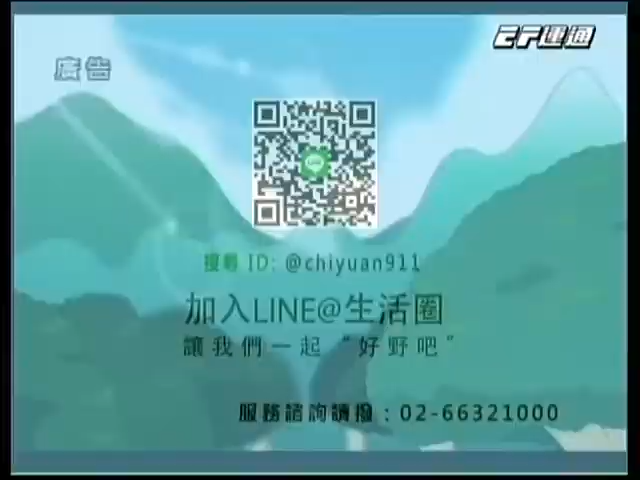 ET運通
廣告
搜尋 ID: @chiyuan911
加入LINE@生活圈
讓我們一起“好野吧”
服務諮詢請撥：02-66321000